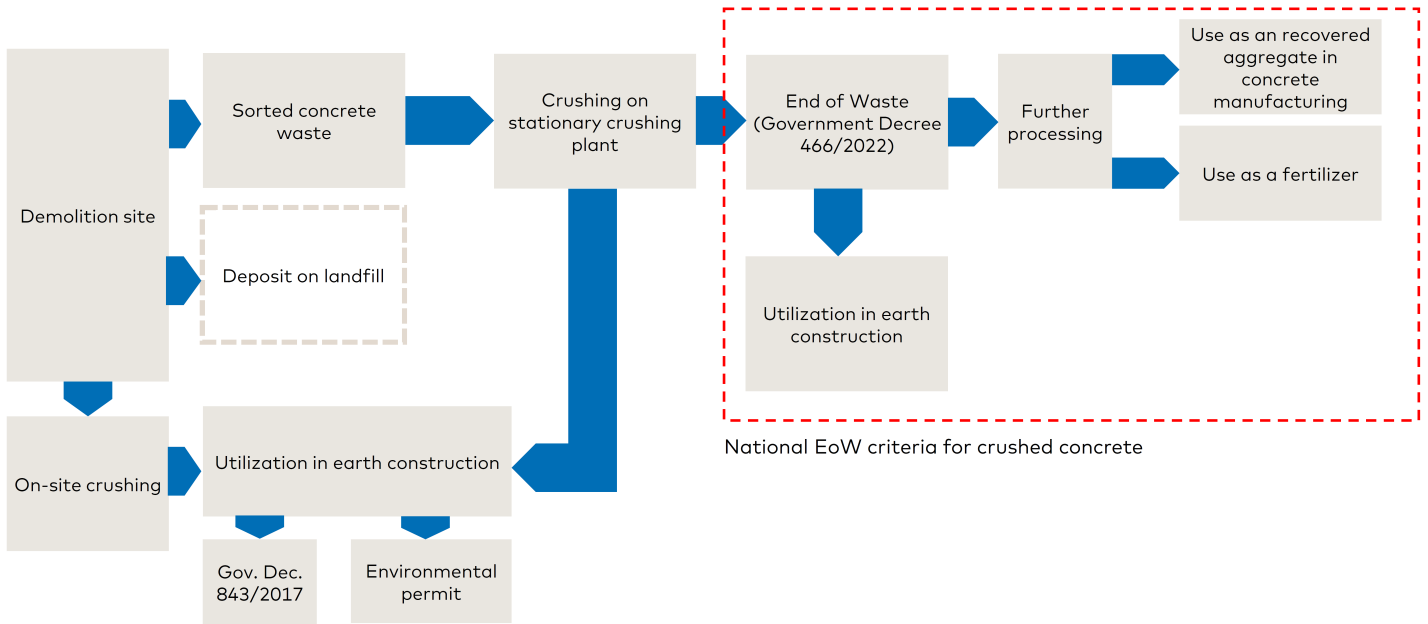 Demolition site
Sorted concrete
waste
Deposit on landfill
Crushing on
stationary crushing
plant
End of Waste
(Government Decree
466/2022)
Further
processing
Use as an recovered
aggregate in
concrete
manufacturing
Use as a fertilizer
Utilization in earth
construction
National EoW criteria for crushed concrete
On-site crushing
Utilization in earth construction
Gov. Dec.
843/2017
Environmental
permit